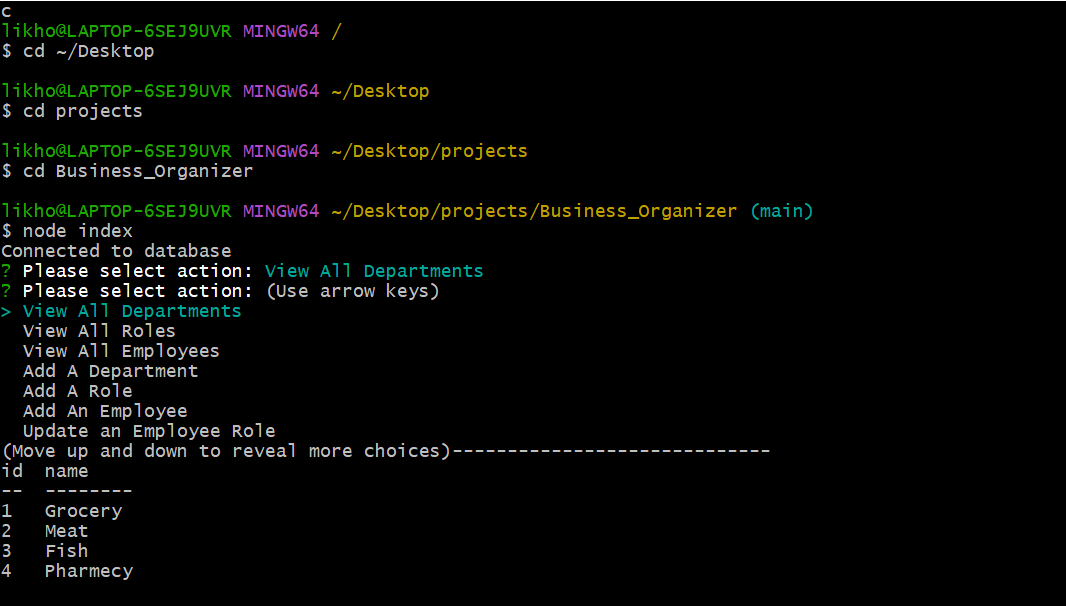 c
likho@LAPTOP-6SEJ9UVR MINGW64 /
$ cd ~/Desktop
likho@LAPTOP-6SEJ9UVR MINGW64 ~/Desktop
$ cd projects
likho@LAPTOP-6SEJ9UVR MINGW64 ~/Desktop/projects
$ cd Business_Organizer
likho@LAPTOP-6SEJ9UVR MINGW64 ~/Desktop/projects/Business_Organizer (main)
$ node index
Connected to database
? Please select action: View All Departments
? Please select action: (Use arrow keys)
> View All Departments
  View All Roles
  View All Employees
  Add A Department
  Add A Role
  Add An Employee
  Update an Employee Role
(Move up and down to reveal more choices)-----------------------------
id  name
--  --------
1   Grocery
2   Meat
3   Fish
4   Pharmecy